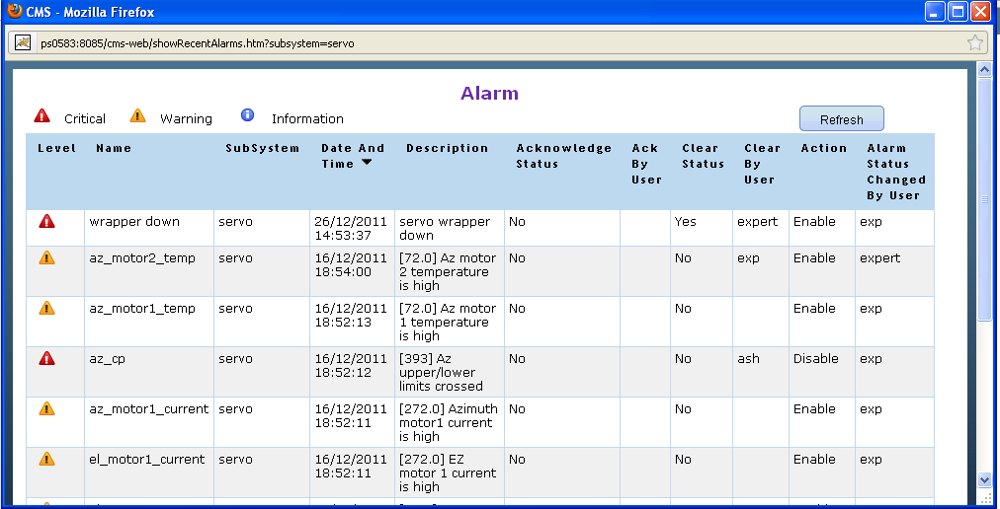 CMS - Mozilla Firefox
ps0583:8085/cms-web/showRecentAlarms.htm?subsystem=servo
Alarm
Critical Warning Information Refresh
Level Name SubSystem Date And Time Description Acknowledge Status Ack By User Clear Status Clear By User Action Alarm Status Changed By User
wrapper down servo 26/12/2011 14:53:37 servo wrapper down No Yes expert Enable exp
az_motor2_temp servo 16/12/2011 18:54:00 [72.0] Az motor 2 temperature is high No No exp Enable expert
az_motor1_temp servo 16/12/2011 18:52:13 [72.0] Az motor 1 temperature is high No No Enable exp
az_cp servo 16/12/2011 18:52:12 [393] Az upper/lower limits crossed No No ash Disable exp
az_motor1_current servo 16/12/2011 18:52:11 [272.0] Azimuth motor1 current is high No No Enable exp
el_motor1_current servo 16/12/2011 18:52:11 [272.0] EZ motor 1 current is high No No Enable exp